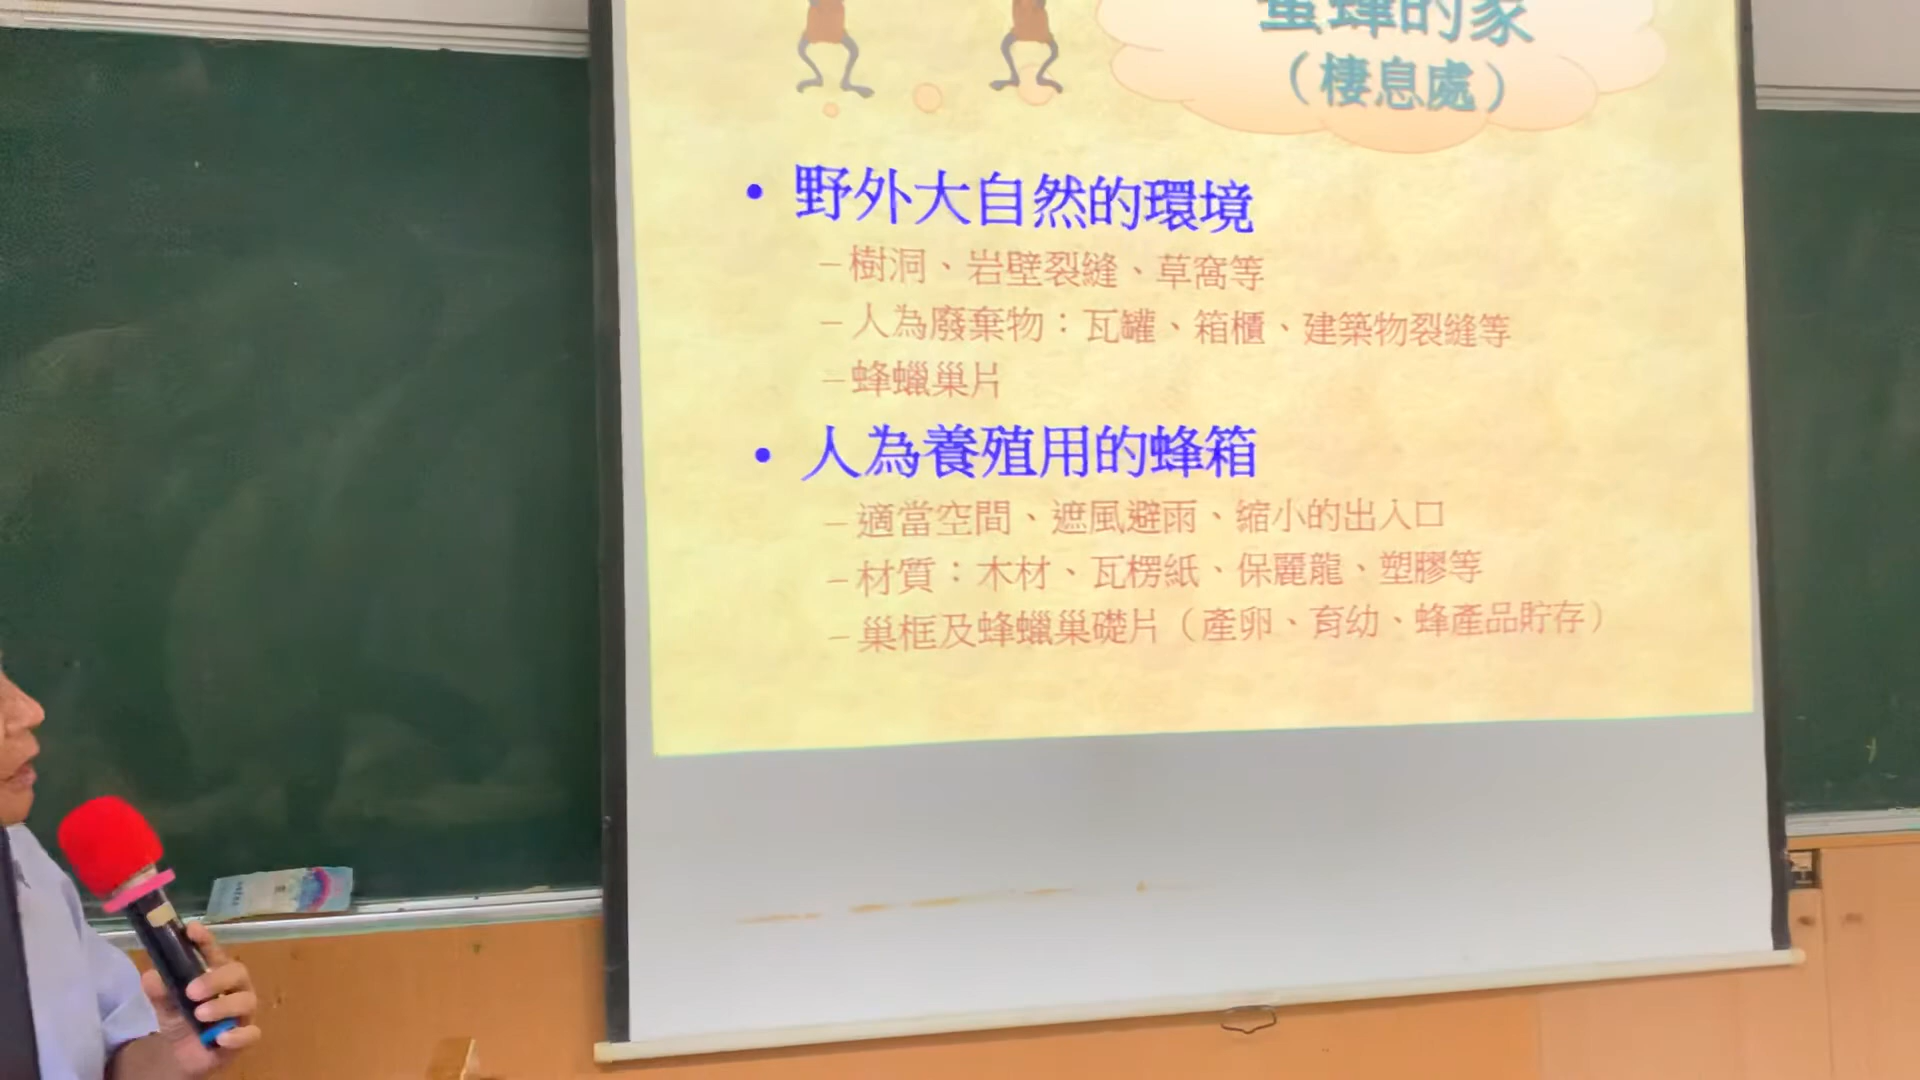 蜜蜂的家
（棲息處）
• 野外大自然的環境
–樹洞、岩壁裂縫、草窩等
–人為廢棄物：瓦罐、箱櫃、建築物裂縫等
–蜂蠟巢片
• 人為養殖用的蜂箱
–適當空間、遮風避雨、縮小的出入口
–材質：木材、瓦楞紙、保麗龍、塑膠等
–巢框及蜂蠟巢礎片（產卵、育幼、蜂產品貯存）